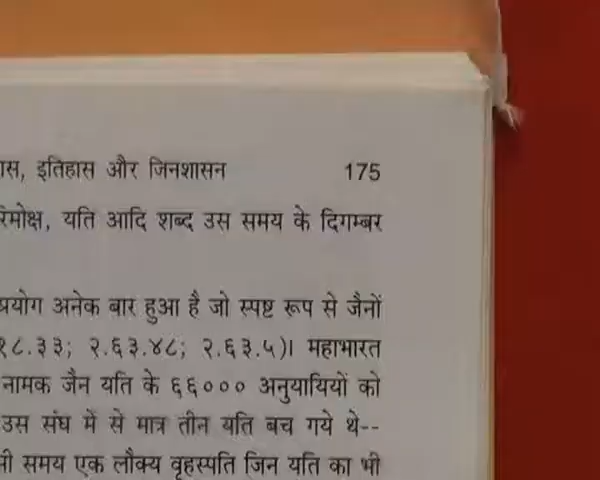 इतिहास और जिनशासन 175
यति आदि शब्द उस समय के दिगम्बर
प्रयोग अनेक बार हुआ है जो स्पष्ट रूप से जैनों
१८.३३; २.६३.४८; २.६३.५)। महाभारत
नामक जैन यति के ६६००० अनुयायियों को
उस संघ में से मात्र तीन यति बच गये थे--
समय एक लौक्य वृहस्पति जिन यति का भी